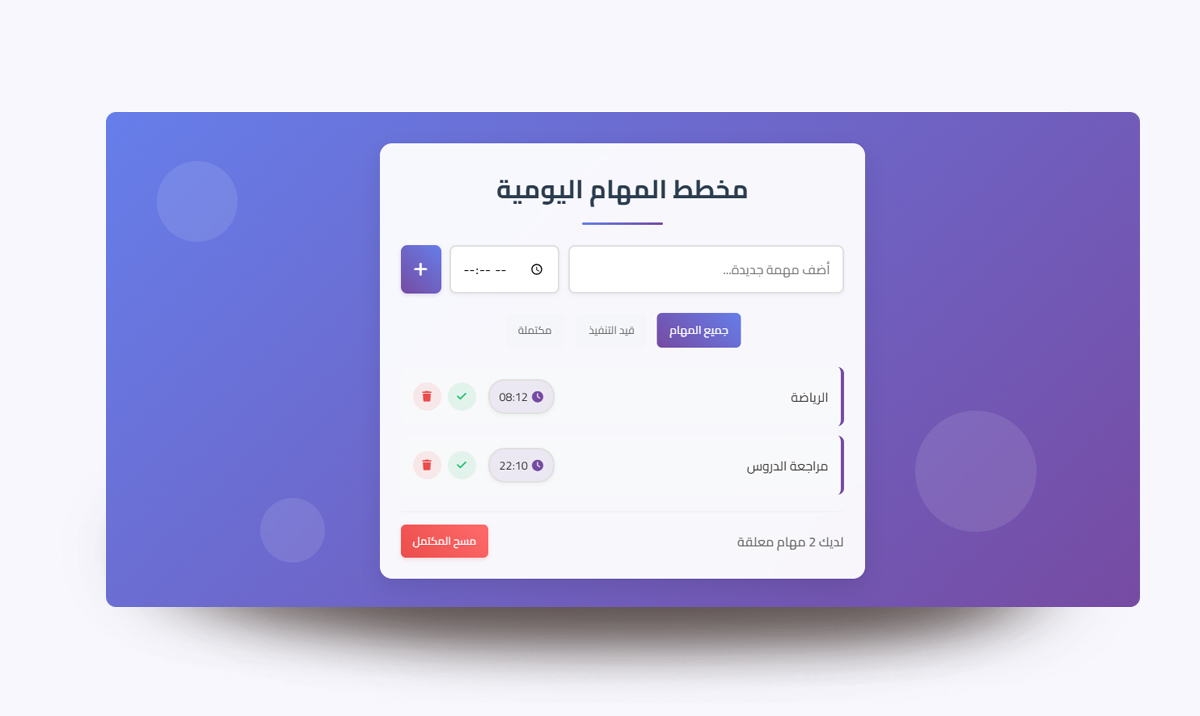 مخطط المهام اليومية
أضف مهمة جديدة... --:-- -- +
جميع المهام قيد التنفيذ مكتملة
الرياضة 08:12
مراجعة الدروس 22:10
لديك 2 مهام معلقة مسح المكتمل